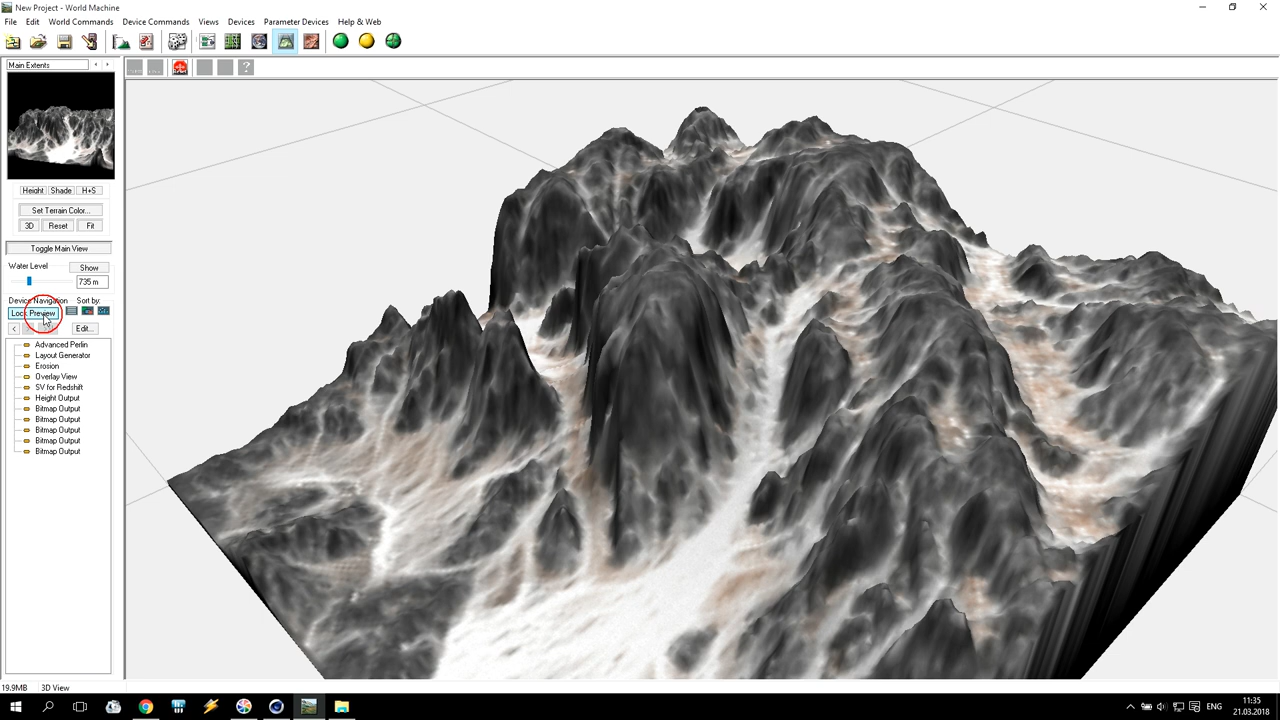 New Project - World Machine
File Edit World Commands Device Commands Views Devices Parameter Devices Help & Web
Main Extents
Height Shade H+S
Set Terrain Color...
3D Reset Fit
Toggle Main View
Water Level Show
735 m
Device Navigation Sort by:
Lock Preview
< Edit...
Advanced Perlin
Layout Generator
Erosion
Overlay View
SV for Redshift
Height Output
Bitmap Output
Bitmap Output
Bitmap Output
Bitmap Output
Bitmap Output
19.9MB 3D View
ENG
11:35
21.03.2018